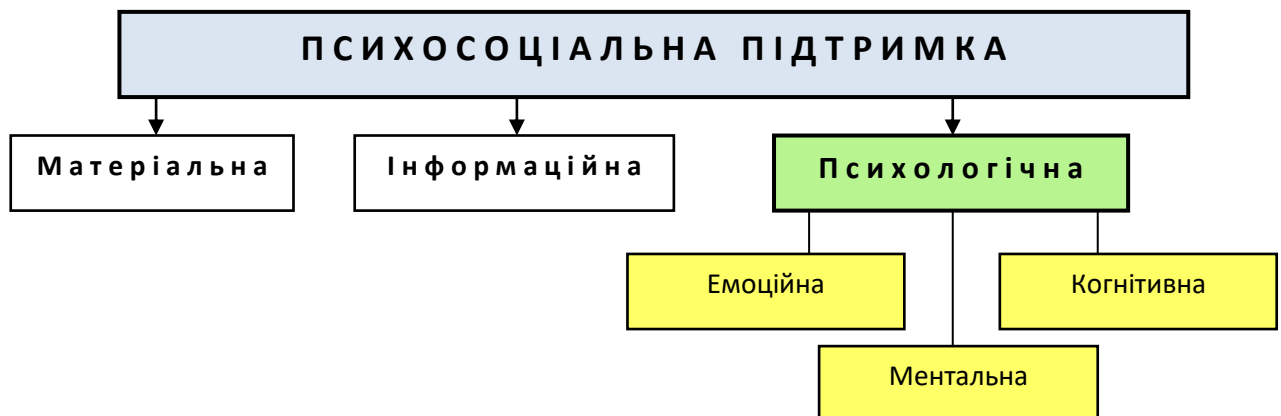 ПСИХОСОЦІАЛЬНА ПІДТРИМКА
Матеріальна
Інформаційна
Психологічна
Емоційна
Когнітивна
Ментальна